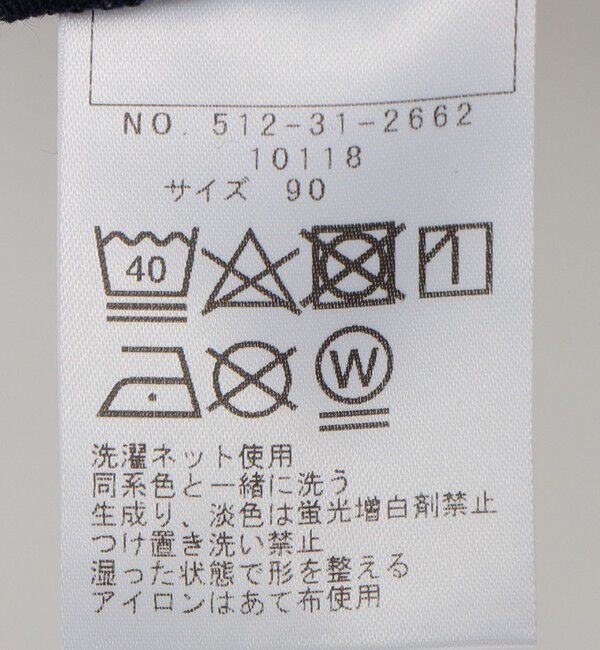 NO. 512-31-2662
10118
サイズ 90
40
W
洗濯ネット使用
同系色と一緒に洗う
生成り、淡色は蛍光増白剤禁止
つけ置き洗い禁止
湿った状態で形を整える
アイロンはあて布使用